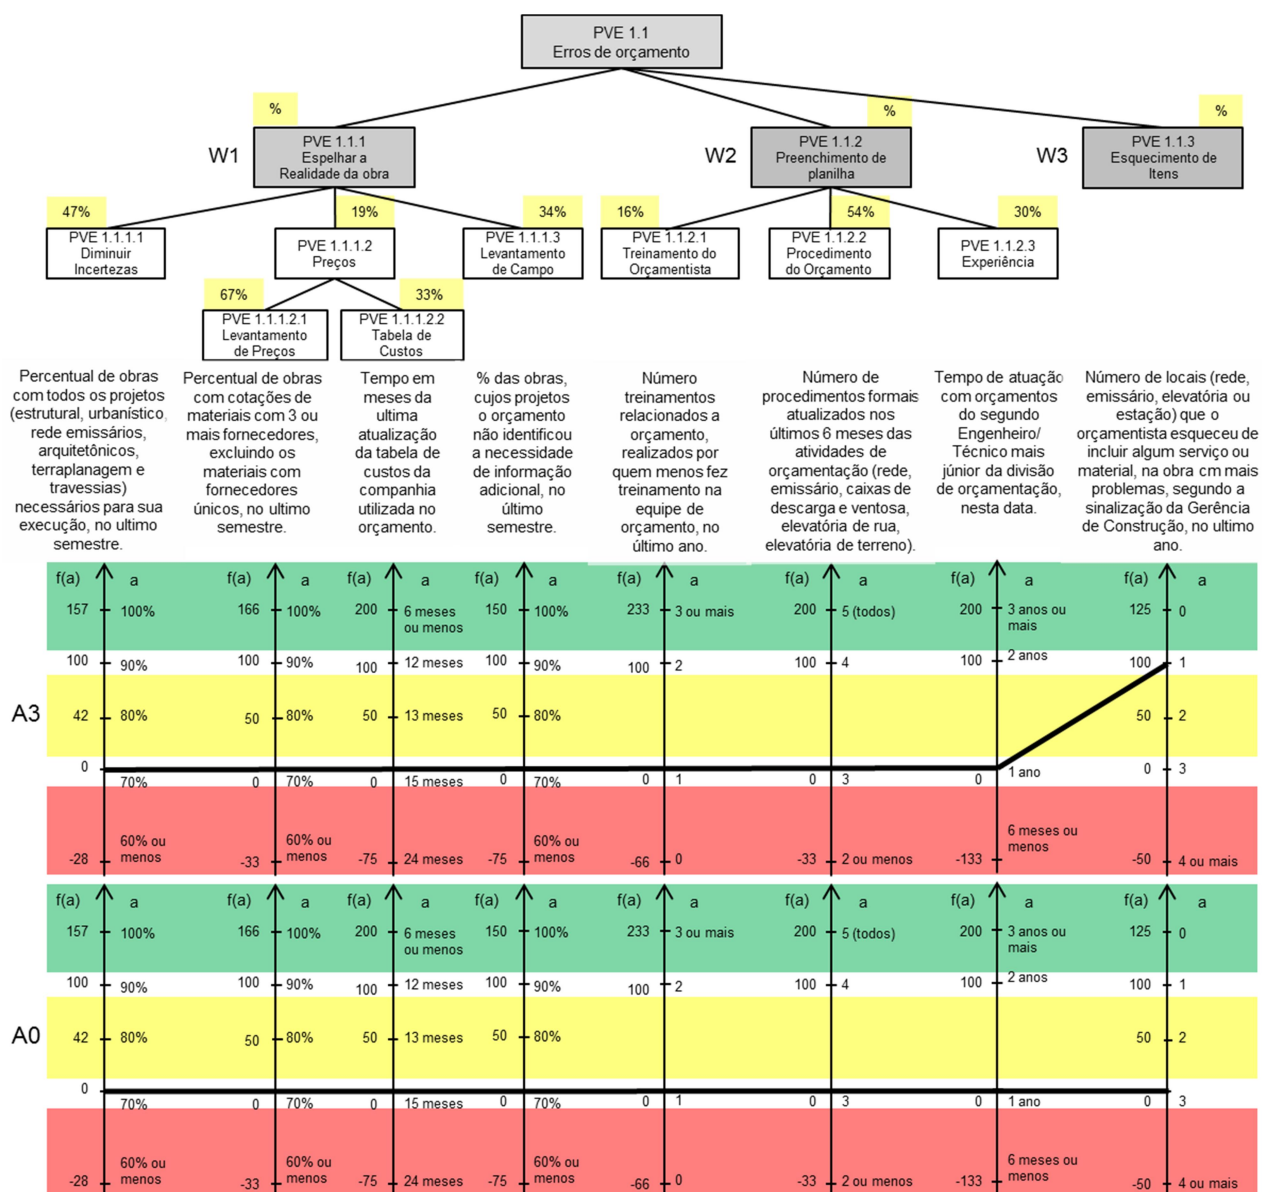 PVE 1.1
Erros de orçamento
%
%
%
W1
PVE 1.1.1
Espelhar a
Realidade da obra
W2
PVE 1.1.2
Preenchimento de
planilha
W3
PVE 1.1.3
Esquecimento de
Itens
47%
19%
34%
16%
54%
30%
PVE 1.1.1.1
Diminuir
Incertezas
PVE 1.1.1.2
Preços
PVE 1.1.1.3
Levantamento
de Campo
PVE 1.1.2.1
Treinamento do
Orçamentista
PVE 1.1.2.2
Procedimento
do Orçamento
PVE 1.1.2.3
Experiência
67%
33%
PVE 1.1.1.2.1
Levantamento
de Preços
PVE 1.1.1.2.2
Tabela de
Custos
Percentual de obras
com todos os projetos
(estrutural, urbanístico,
rede emissários,
arquitetônicos,
terraplanagem e
travessias)
necessários para sua
execução, no ultimo
semestre.
Percentual de obras
com cotações de
materiais com 3 ou
mais fornecedores,
excluindo os
materiais com
fornecedores
únicos, no ultimo
semestre.
Tempo em
meses da
ultima
atualização
da tabela de
custos da
companhia
utilizada no
orçamento.
% das obras,
cujos projetos
o orçamento
não identificou
a necessidade
de informação
adicional, no
último
semestre.
Número
treinamentos
relacionados a
orçamento,
realizados por
quem menos fez
treinamento na
equipe de
orçamento, no
último ano.
Número de
procedimentos formais
atualizados nos
últimos 6 meses das
atividades de
orçamentação (rede,
emissário, caixas de
descarga e ventosa,
elevatória de rua,
elevatória de terreno).
Tempo de atuação
com orçamentos
do segundo
Engenheiro/
Técnico mais
júnior da divisão
de orçamentação,
nesta data.
Número de locais (rede,
emissário, elevatória ou
estação) que o
orçamentista esqueceu de
incluir algum serviço ou
material, na obra cm mais
problemas, segundo a
sinalização da Gerência
de Construção, no ultimo
ano.
f(a) a f(a) a f(a) a f(a) a f(a) a f(a) a f(a) a f(a) a
157 100% 166 100% 200 6 meses 150 100% 233 3 ou mais 200 5 (todos) 200 3 anos ou 125 0
ou menos mais
100 90% 100 90% 100 12 meses 100 90% 100 2 100 4 100 2 anos 100 1
A3 42 80% 50 80% 50 13 meses 50 80% 50 2
0 70% 0 70% 0 15 meses 0 70% 0 1 0 3 0 1 ano 0 3
60% ou 60% ou 60% ou 6 meses ou
-28 menos -33 menos -75 24 meses -75 menos -66 0 -33 2 ou menos -133 menos -50 4 ou mais
f(a) a f(a) a f(a) a f(a) a f(a) a f(a) a f(a) a f(a) a
157 100% 166 100% 200 6 meses 150 100% 233 3 ou mais 200 5 (todos) 200 3 anos ou 125 0
ou menos mais
100 90% 100 90% 100 12 meses 100 90% 100 2 100 4 100 2 anos 100 1
A0 42 80% 50 80% 50 13 meses 50 80% 50 2
0 70% 0 70% 0 15 meses 0 70% 0 1 0 3 0 1 ano 0 3
60% ou 60% ou 60% ou 6 meses ou
-28 menos -33 menos -75 24 meses -75 menos -66 0 -33 2 ou menos -133 menos -50 4 ou mais